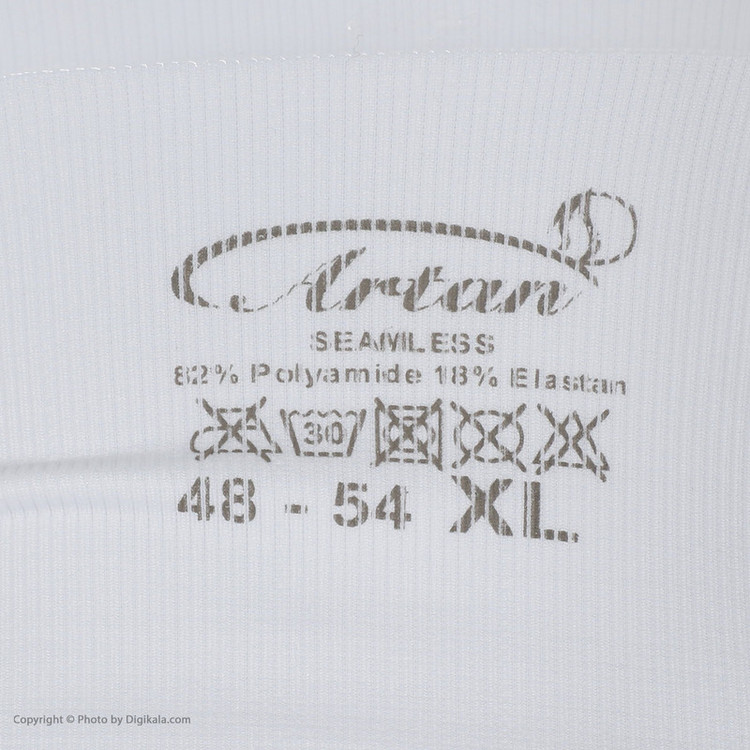 Artan
SEAMLESS
82% Polyamide 18% Elastan
30
48 - 54 XL
Copyright © Photo by Digikala.com